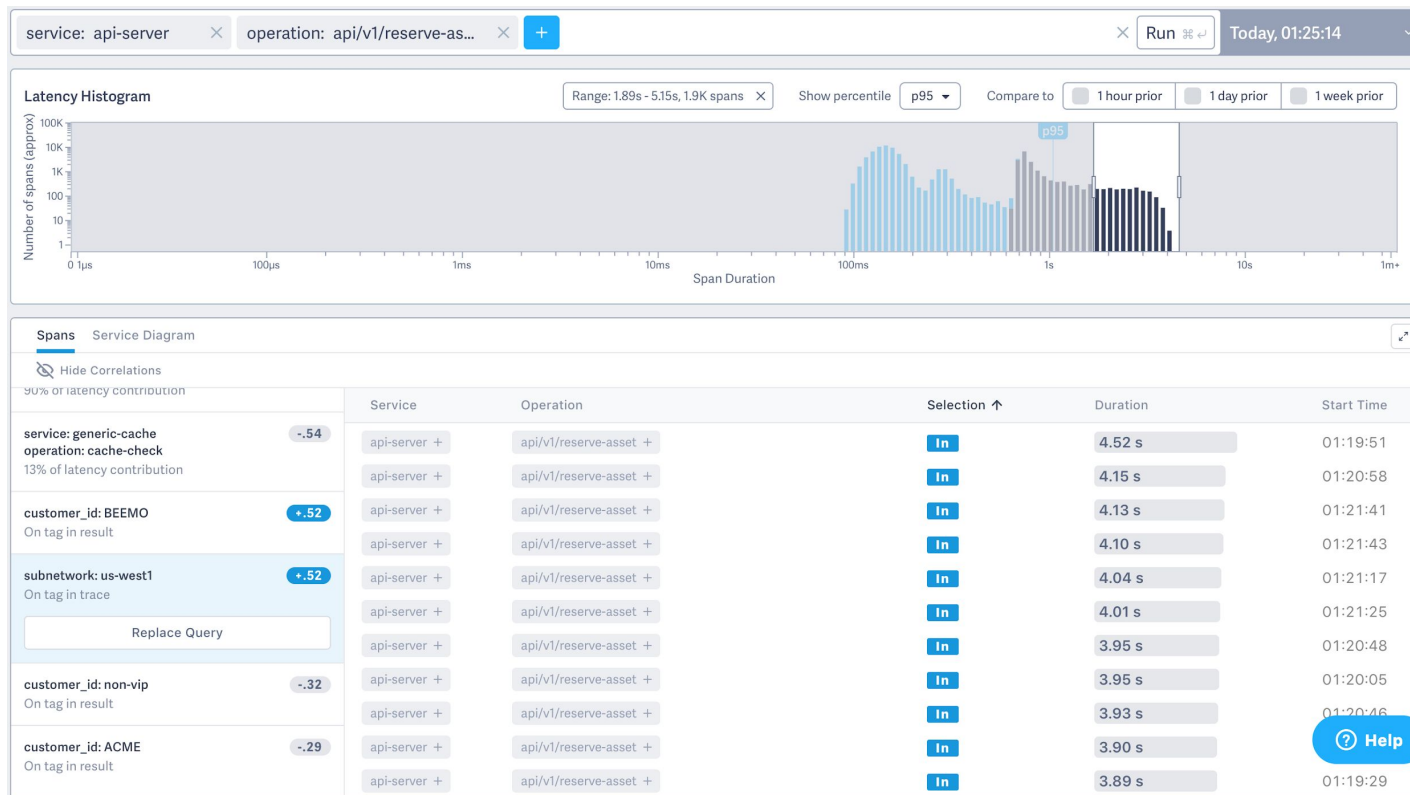 service: api-server
operation: api/v1/reserve-as...
+
Run ⌘
Today, 01:25:14
Latency Histogram
Range: 1.89s - 5.15s, 1.9K spans
Show percentile
p95
Compare to
1 hour prior
1 day prior
1 week prior
Number of spans (approx)
100K
10K
1K
100
10
1
p95
0 1µs
100µs
1ms
10ms
100ms
1s
10s
1m+
Span Duration
Spans
Service Diagram
Hide Correlations
90% of latency contribution
service: generic-cache
operation: cache-check
13% of latency contribution
-.54
customer_id: BEEMO
On tag in result
+.52
subnetwork: us-west1
On tag in trace
+.52
Replace Query
customer_id: non-vip
On tag in result
-.32
customer_id: ACME
On tag in result
-.29
Service Operation Selection ↑ Duration Start Time
api-server + api/v1/reserve-asset + In 4.52 s 01:19:51
api-server + api/v1/reserve-asset + In 4.15 s 01:20:58
api-server + api/v1/reserve-asset + In 4.13 s 01:21:41
api-server + api/v1/reserve-asset + In 4.10 s 01:21:43
api-server + api/v1/reserve-asset + In 4.04 s 01:21:17
api-server + api/v1/reserve-asset + In 4.01 s 01:21:25
api-server + api/v1/reserve-asset + In 3.95 s 01:20:48
api-server + api/v1/reserve-asset + In 3.95 s 01:20:05
api-server + api/v1/reserve-asset + In 3.93 s 01:20:46
api-server + api/v1/reserve-asset + In 3.90 s
api-server + api/v1/reserve-asset + In 3.89 s 01:19:29
? Help